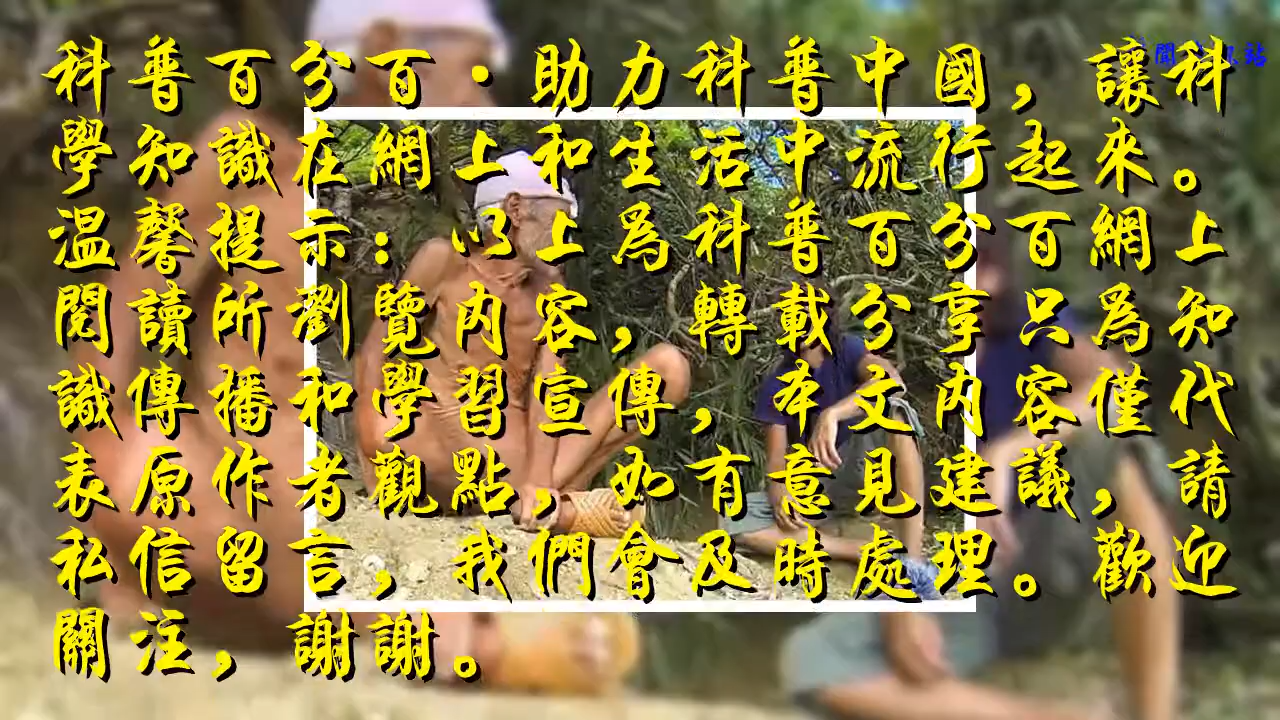 科普百分百·助力科普中國，讓科
學知識在網上和生活中流行起來。
溫馨提示：以上爲科普百分百網上
閱讀所瀏覽内容，轉載分享只爲知
識傳播和學習宣傳，本文内容僅代
表原作者觀點，如有意見建議，請
私信留言，我們會及時處理。歡迎
關注，謝謝。